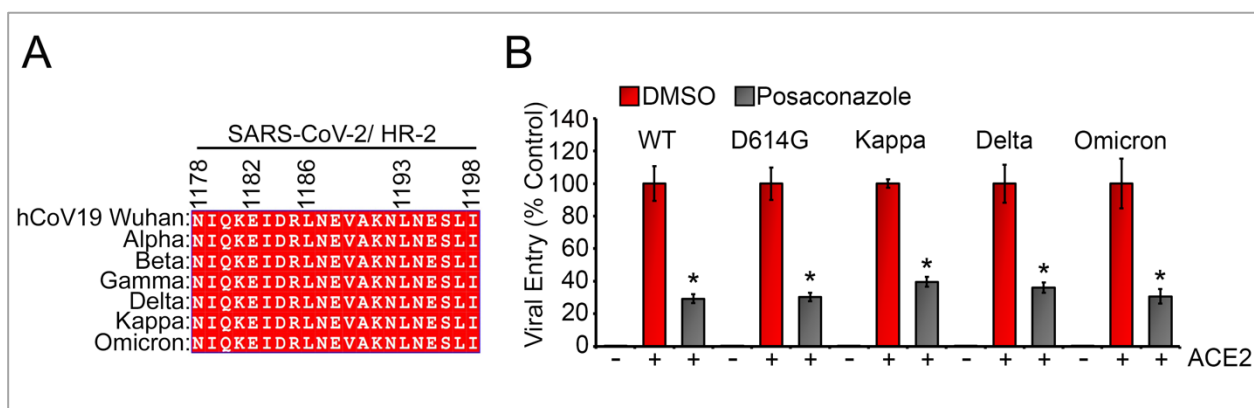 A
SARS-CoV-2/ HR-2
1178 1182 1186 1193 1198
hCoV19 Wuhan: NIQKEIDRLNEVAKNLNESLI
Alpha: NIQKEIDRLNEVAKNLNESLI
Beta: NIQKEIDRLNEVAKNLNESLI
Gamma: NIQKEIDRLNEVAKNLNESLI
Delta: NIQKEIDRLNEVAKNLNESLI
Kappa: NIQKEIDRLNEVAKNLNESLI
Omicron: NIQKEIDRLNEVAKNLNESLI
B
DMSO Posaconazole
Viral Entry (% Control)
140
120
100
80
60
40
20
0
WT D614G Kappa Delta Omicron
* * * * *
- + + - + + - + + - + + - + + ACE2